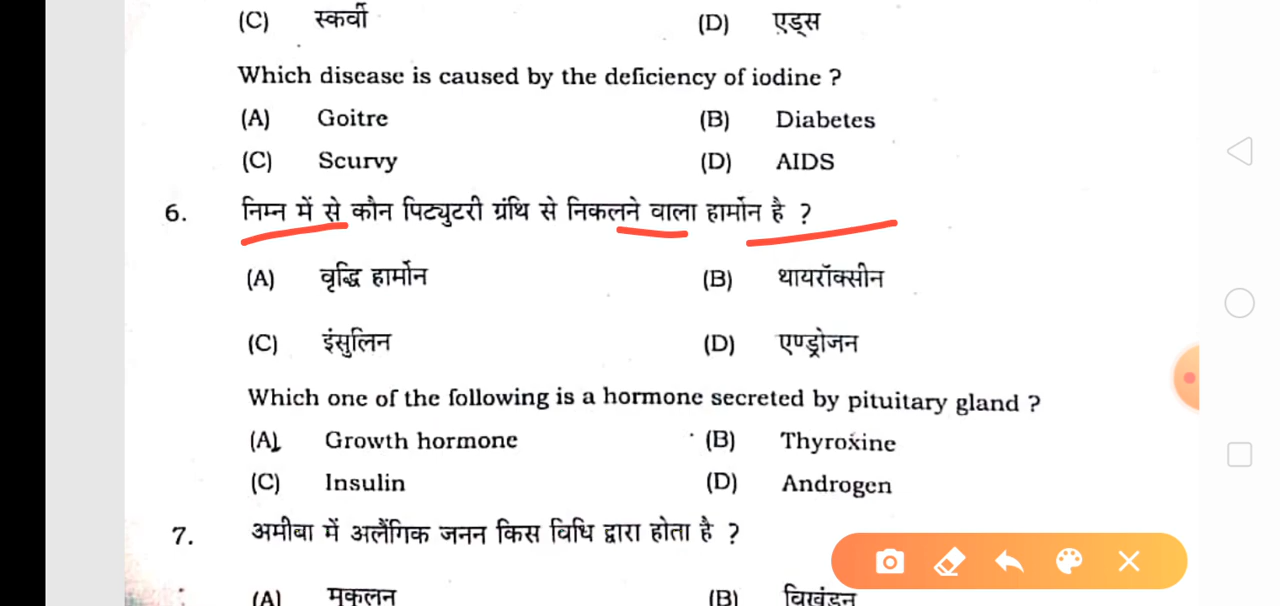 (C) स्कर्वी (D) एड्स
Which disease is caused by the deficiency of iodine ?
(A) Goitre (B) Diabetes
(C) Scurvy (D) AIDS
6. निम्न में से कौन पिट्युटरी ग्रंथि से निकलने वाला हार्मोन है ?
(A) वृद्धि हार्मोन (B) थायरॉक्सीन
(C) इंसुलिन (D) एण्ड्रोजन
Which one of the following is a hormone secreted by pituitary gland ?
(A) Growth hormone (B) Thyroxine
(C) Insulin (D) Androgen
7. अमीबा में अलैंगिक जनन किस विधि द्वारा होता है ?
(A) मुकुलन (B) विखंडन